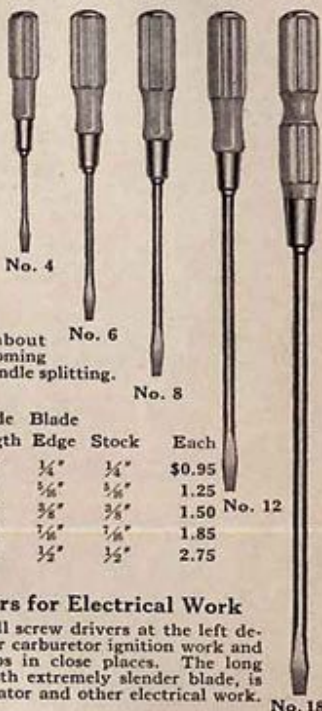 No. 4
No. 6
about
oming
ndle splitting.
No. 8
de Blade
gth Edge Stock Each
¼" ¼" $0.95
5/16" 5/16" 1.25
⅜" ⅜" 1.50
No. 12
7/16" 7/16" 1.85
½" ½" 2.75
rs for Electrical Work
ll screw drivers at the left de-
r carburetor ignition work and
bs in close places. The long
th extremely slender blade, is
ator and other electrical work.
No. 18